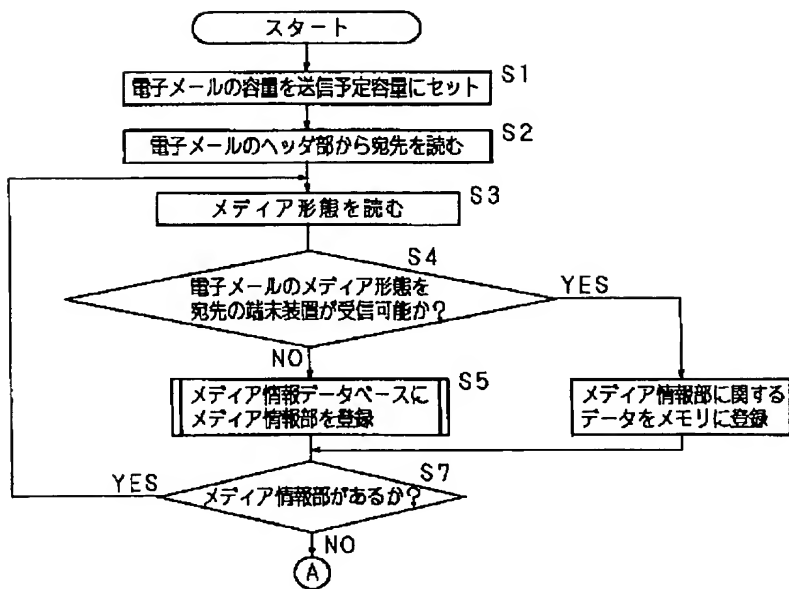 スタート
S1
電子メールの容量を送信予定容量にセット
S2
電子メールのヘッダ部から宛先を読む
S3
メディア形態を読む
S4
電子メールのメディア形態を
宛先の端末装置が受信可能か?
YES
NO
S5
メディア情報データベースに
メディア情報部を登録
メディア情報部に関する
データをメモリに登録
S7
YES
メディア情報部があるか?
NO
A